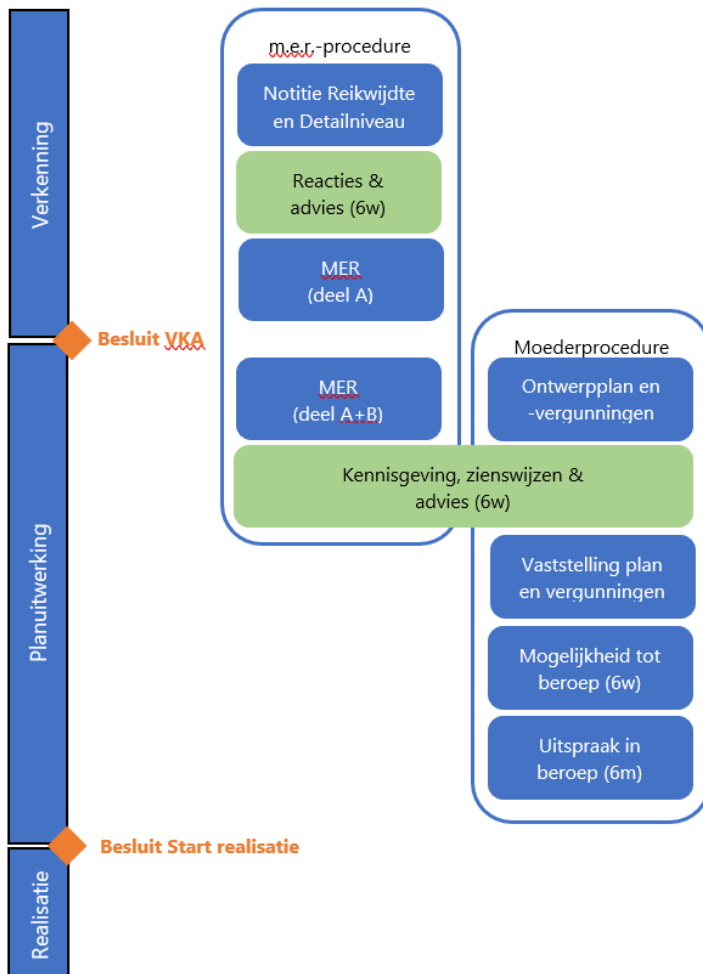 m.e.r.-procedure
Notitie Reikwijdte
en Detailniveau
Reacties &
advies (6w)
MER
(deel A)
Verkenning
Besluit VKA
Moederprocedure
MER
(deel A+B)
Ontwerpplan en
-vergunningen
Kennisgeving, zienswijzen &
advies (6w)
Vaststelling plan
en vergunningen
Planuitwerking
Mogelijkheid tot
beroep (6w)
Uitspraak in
beroep (6m)
Besluit Start realisatie
Realisatie